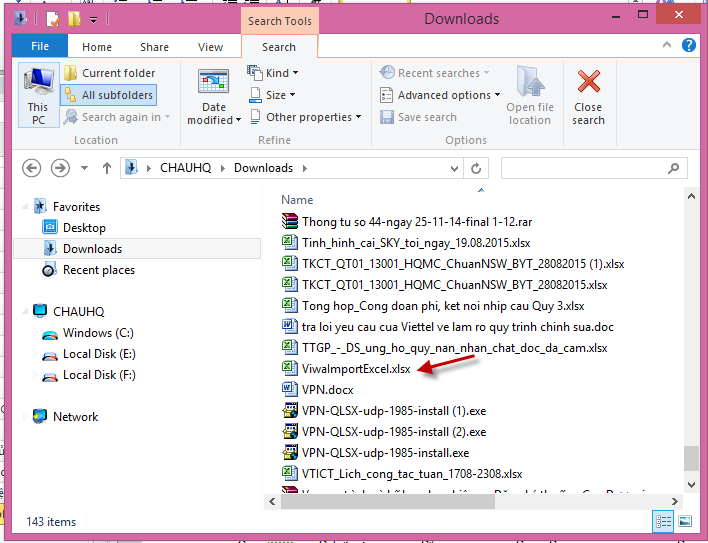 Search Tools
Downloads
File
Home
Share
View
Search
This PC
Current folder
All subfolders
Search again in
Location
Date modified
Kind
Size
Other properties
Refine
Recent searches
Advanced options
Save search
Options
Open file location
Close search
CHAUHQ
Downloads
Favorites
Desktop
Downloads
Recent places
CHAUHQ
Windows (C:)
Local Disk (E:)
Local Disk (F:)
Network
Name
Thong tu so 44-ngay 25-11-14-final 1-12.rar
Tinh_hinh_cai_SKY_toi_ngay_19.08.2015.xlsx
TKCT_QT01_13001_HQMC_ChuanNSW_BYT_28082015 (1).xlsx
TKCT_QT01_13001_HQMC_ChuanNSW_BYT_28082015.xlsx
Tong hop_Cong doan phi, ket noi nhip cau Quy 3.xlsx
tra loi yeu cau cua Viettel ve lam ro quy trinh chinh sua.doc
TTGP_-_DS_ung_ho_quy_nan_nhan_chat_doc_da_cam.xlsx
ViwaImportExcel.xlsx
VPN.docx
VPN-QLSX-udp-1985-install (1).exe
VPN-QLSX-udp-1985-install (2).exe
VPN-QLSX-udp-1985-install.exe
VTICT_Lich_cong_tac_tuan_1708-2308.xlsx
143 items